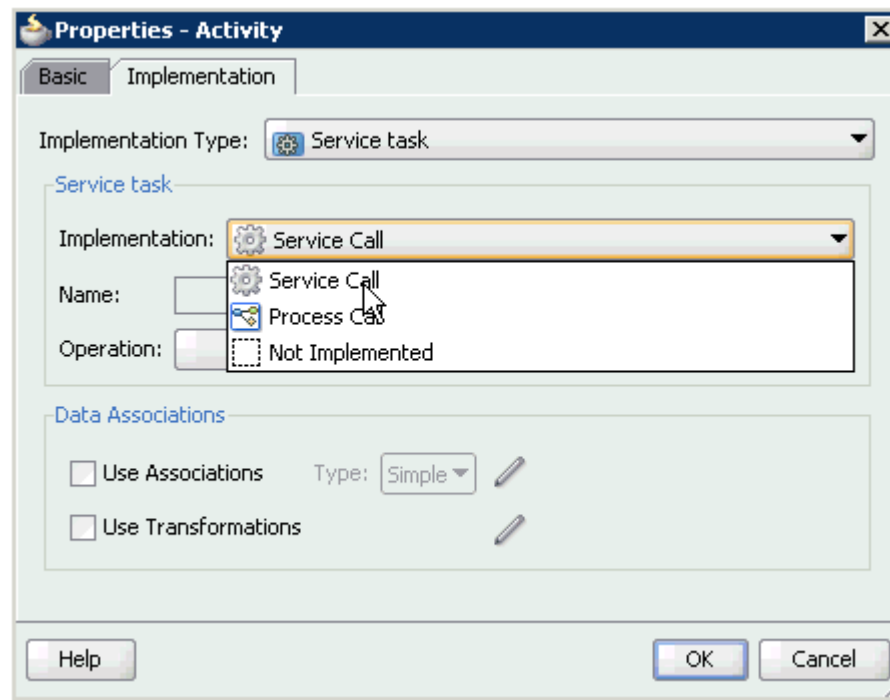 Properties - Activity
Basic Implementation
Implementation Type: Service task
Service task
Implementation: Service Call
Service Call
Name:
Process Call
Operation:
Not Implemented
Data Associations
Use Associations Type: Simple
Use Transformations
Help OK Cancel